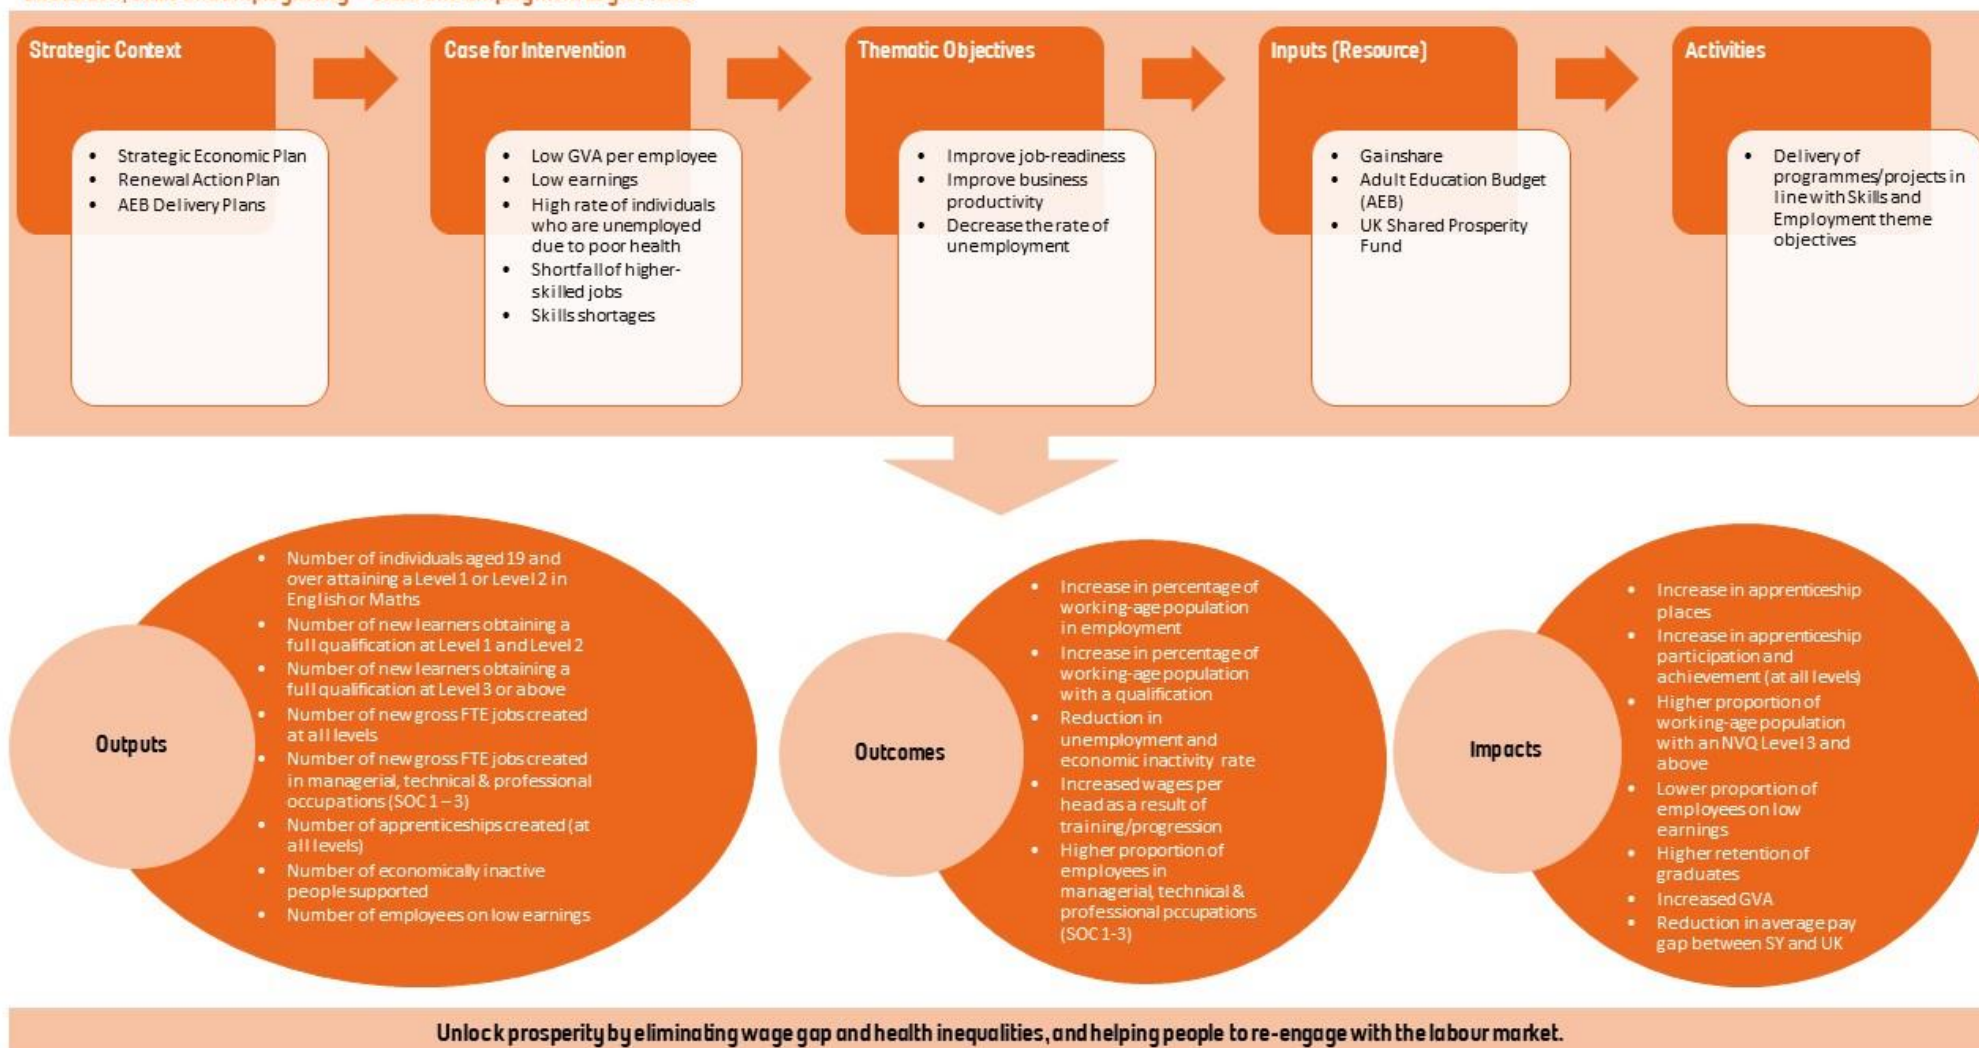 Strategic Context
• Strategic Economic Plan
• Renewal Action Plan
• AEB Delivery Plans
Case for Intervention
• Low GVA per employee
• Low earnings
• High rate of individuals
who are unemployed
due to poor health
• Shortfall of higher-
skilled jobs
• Skills shortages
Thematic Objectives
• Improve job-readiness
• Improve business
productivity
• Decrease the rate of
unemployment
Inputs (Resource)
• Gainshare
• Adult Education Budget
(AEB)
• UK Shared Prosperity
Fund
Activities
• Delivery of
programmes/projects in
line with Skills and
Employment theme
objectives
Outputs
• Number of individuals aged 19 and
over attaining a Level 1 or Level 2 in
English or Maths
• Number of new learners obtaining a
full qualification at Level 1 and Level 2
• Number of new learners obtaining a
full qualification at Level 3 or above
• Number of new gross FTE jobs created
at all levels
• Number of new gross FTE jobs created
in managerial, technical & professional
occupations (SOC 1 – 3)
• Number of apprenticeships created (at
all levels)
• Number of economically inactive
people supported
• Number of employees on low earnings
Outcomes
• Increase in percentage of
working-age population
in employment
• Increase in percentage of
working-age population
with a qualification
• Reduction in
unemployment and
economic inactivity rate
• Increased wages per
head as a result of
training/progression
• Higher proportion of
employees in
managerial, technical &
professional pccupations
(SOC 1-3)
Impacts
• Increase in apprenticeship
places
• Increase in apprenticeship
participation and
achievement (at all levels)
• Higher proportion of
working-age population
with an NVQ Level 3 and
above
• Lower proportion of
employees on low
earnings
• Higher retention of
graduates
• Increased GVA
• Reduction in average pay
gap between SY and UK
Unlock prosperity by eliminating wage gap and health inequalities, and helping people to re-engage with the labour market.